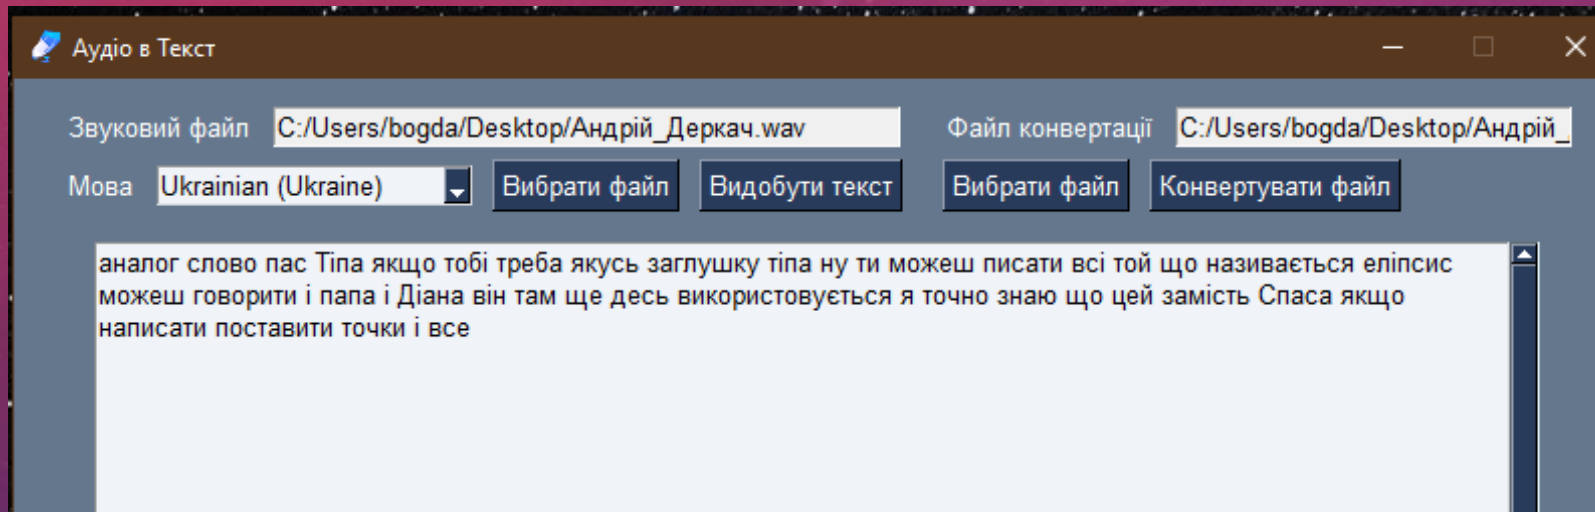 Аудіо в Текст
Звуковий файл C:/Users/bogda/Desktop/Андрій_Деркач.wav Файл конвертації C:/Users/bogda/Desktop/Андрій_
Мова Ukrainian (Ukraine) Вибрати файл Видобути текст Вибрати файл Конвертувати файл
аналог слово пас Тіпа якщо тобі треба якусь заглушку тіпа ну ти можеш писати всі той що називається еліпсис
можеш говорити і папа і Діана він там ще десь використовується я точно знаю що цей замість Спаса якщо
написати поставити точки і все